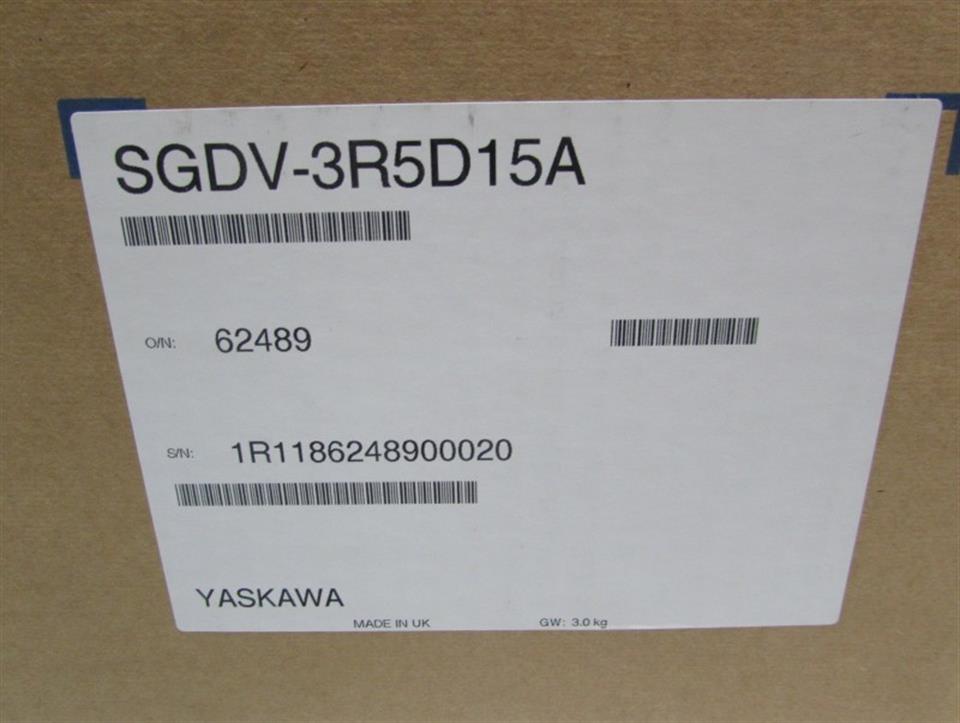 SGDV-3R5D15A
O/N: 62489
S/N: 1R1186248900020
YASKAWA
MADE IN UK GW: 3.0 kg